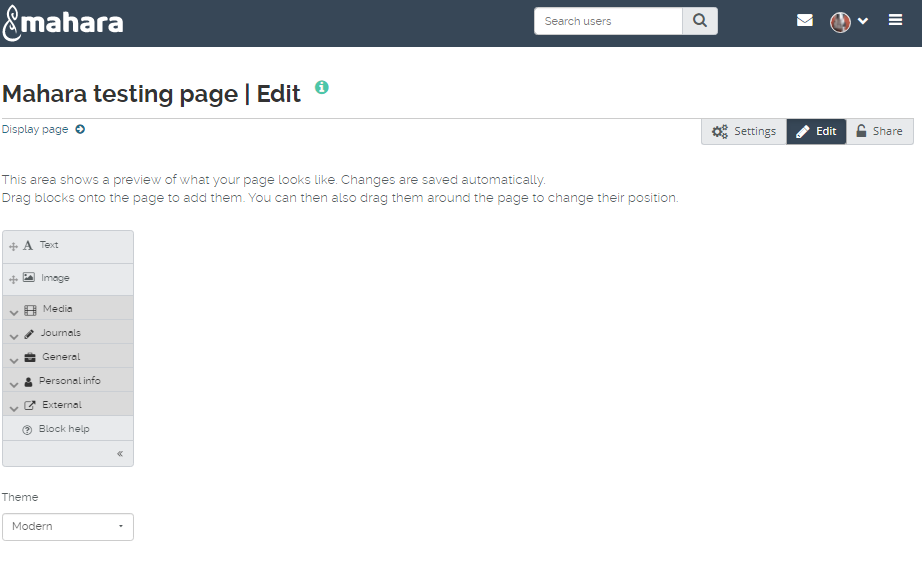 mahara
Search users
Mahara testing page | Edit
Display page
Settings
Edit
Share
This area shows a preview of what your page looks like. Changes are saved automatically.
Drag blocks onto the page to add them. You can then also drag them around the page to change their position.
Text
Image
Media
Journals
General
Personal info
External
Block help
«
Theme
Modern